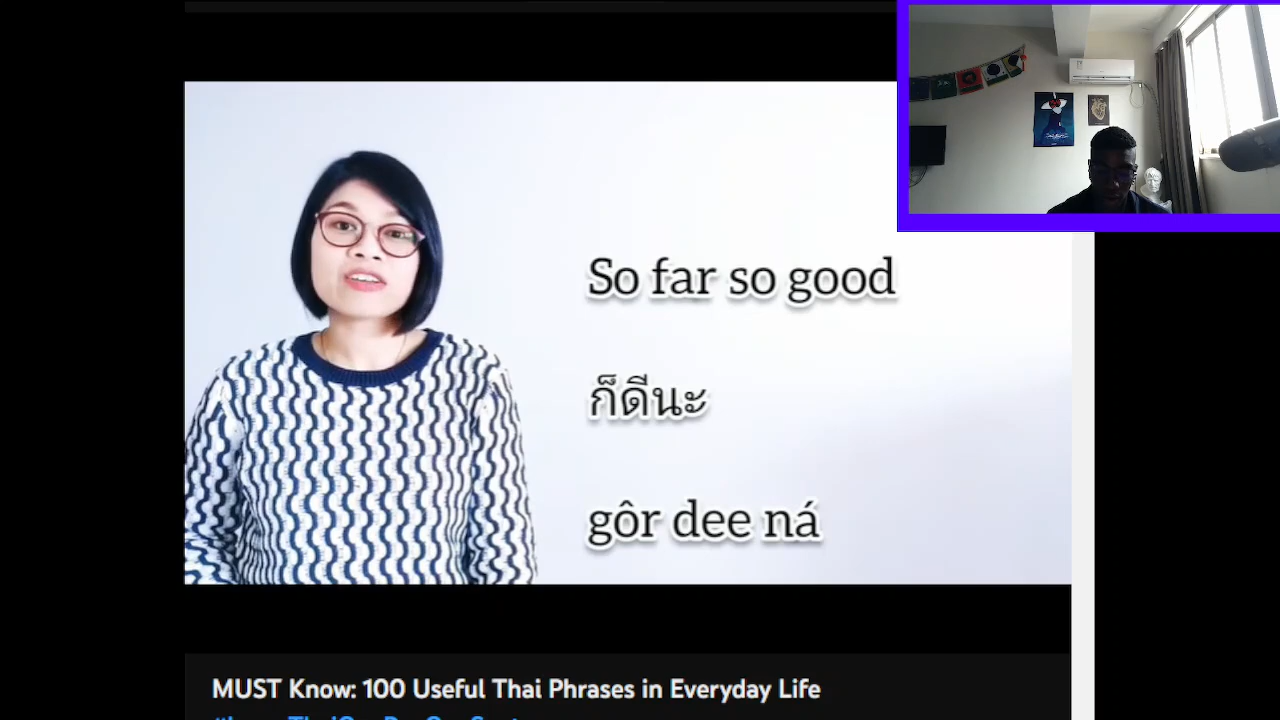 So far so good
ก็ดีนะ
gôr dee ná
MUST Know: 100 Useful Thai Phrases in Everyday Life